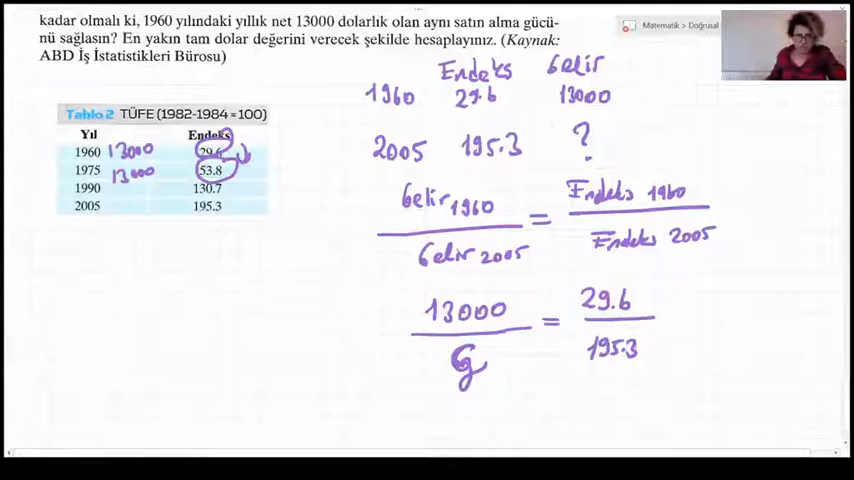 kadar olmalı ki, 1960 yılındaki yıllık net 13000 dolarlık olan aynı satın alma gücü-
nü sağlasın? En yakın tam dolar değerini verecek şekilde hesaplayınız. (Kaynak:
ABD İş İstatistikleri Bürosu)
Matematik > Doğrusal
Endeks Gelir
1960 29.6 13000
2005 195.3 ?
Tablo 2 TÜFE (1982-1984 = 100)
Yıl Endeks
1960 13000 29.6
1975 13000 53.8
1990 130.7
2005 195.3
Gelir 1960 = Endeks 1960
Gelir 2005 Endeks 2005
13000 = 29.6
G 195.3